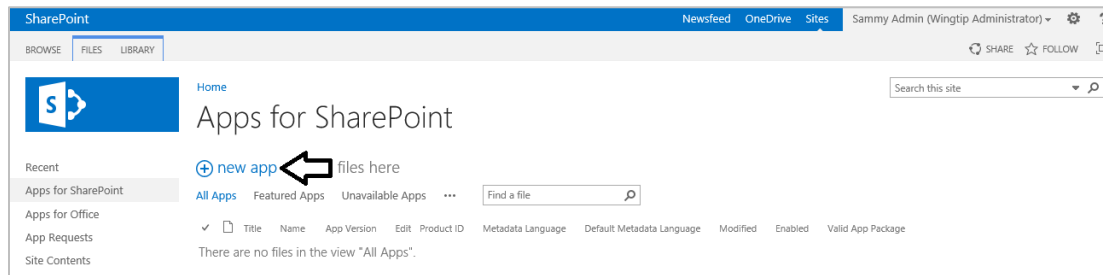 SharePoint Newsfeed OneDrive Sites Sammy Admin (Wingtip Administrator) ?
BROWSE FILES LIBRARY SHARE FOLLOW
S
Home
Search this site
Apps for SharePoint
Recent
new app files here
Apps for SharePoint
All Apps Featured Apps Unavailable Apps ••• Find a file
Apps for Office
Title Name App Version Edit Product ID Metadata Language Default Metadata Language Modified Enabled Valid App Package
App Requests
There are no files in the view "All Apps".
Site Contents